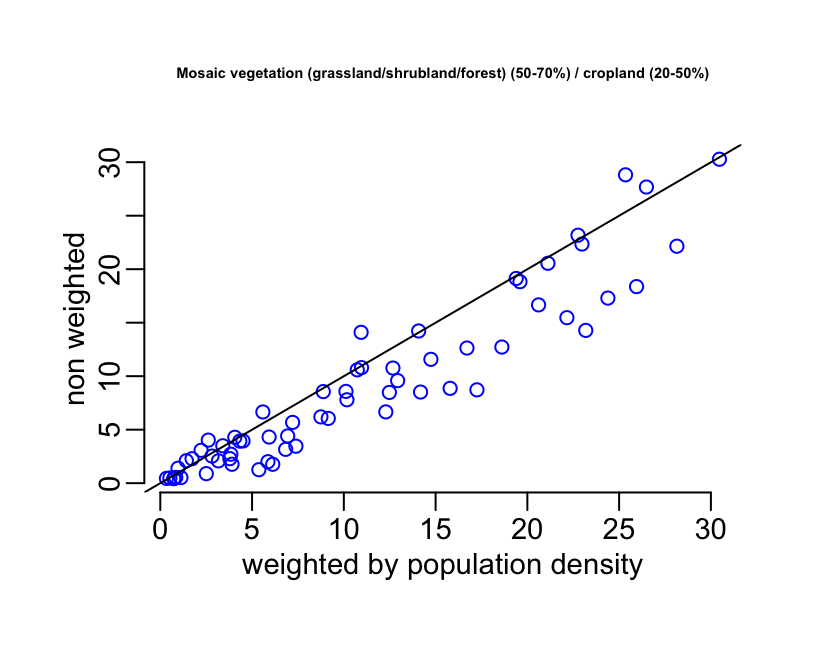 Mosaic vegetation (grassland/shrubland/forest) (50-70%) / cropland (20-50%)
30
20
10
5
0
non weighted
0 5 10 15 20 25 30
weighted by population density